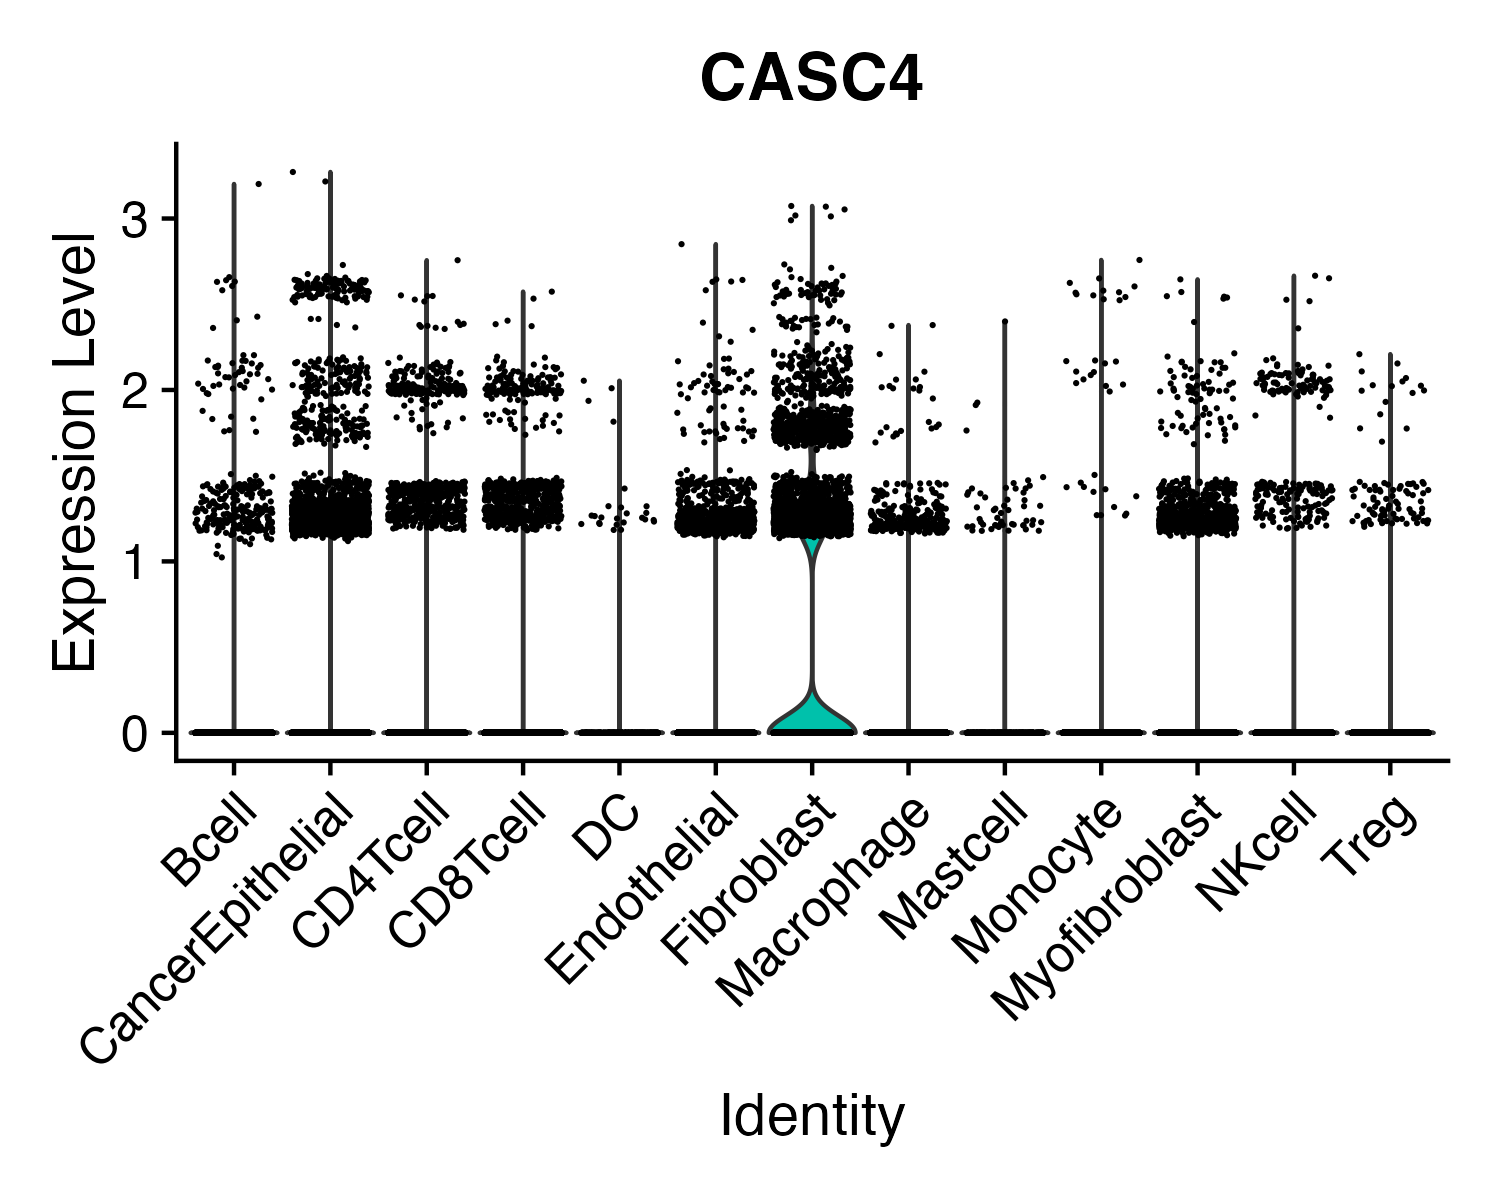 CASC4
Expression Level
3
2
1
0
Bcell
CancerEpithelial
CD4Tcell
CD8Tcell
DC
Endothelial
Fibroblast
Macrophage
Mastcell
Monocyte
Myofibroblast
NKcell
Treg
Identity